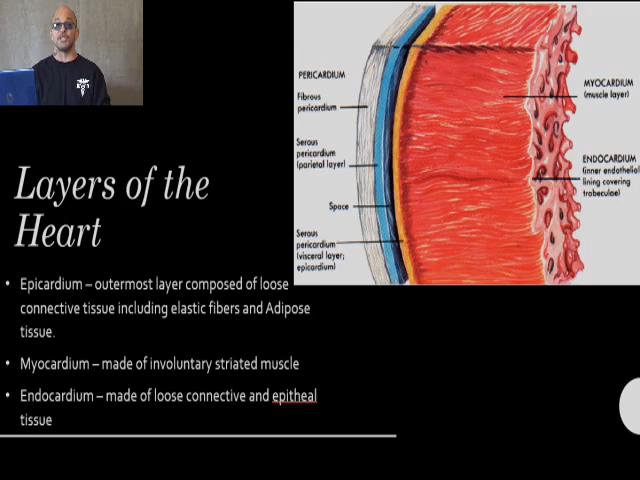 PERICARDIUM
Fibrous
pericardium
Serous
pericardium
(parietal layer)
Space
Serous
pericardium
(visceral layer;
epicardium)
MYOCARDIUM
(muscle layer)
ENDOCARDIUM
(inner endothelial
lining covering
trabeculae)
Layers of the
Heart
• Epicardium – outermost layer composed of loose
connective tissue including elastic fibers and Adipose
tissue.
• Myocardium – made of involuntary striated muscle
• Endocardium – made of loose connective and epitheal
tissue